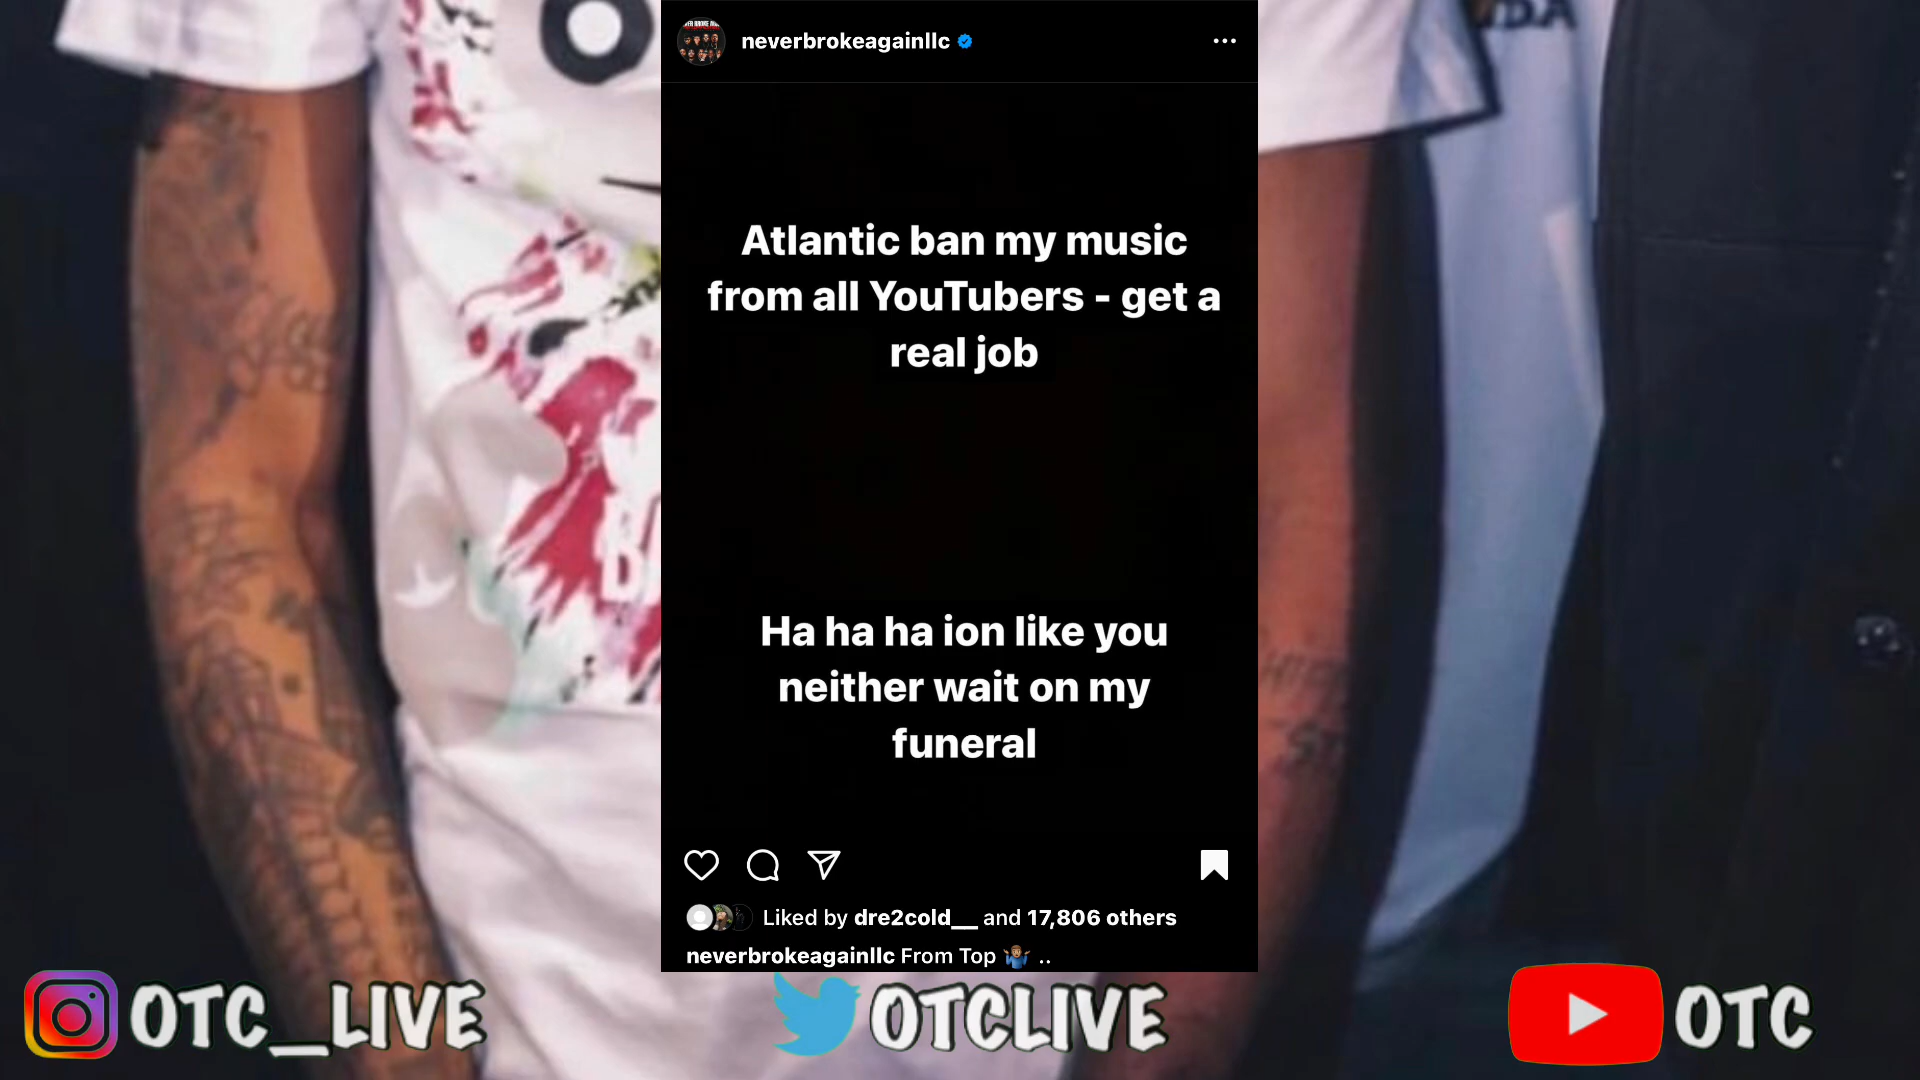 neverbrokeagainllc
Atlantic ban my music
from all YouTubers - get a
real job
Ha ha ha ion like you
neither wait on my
funeral
Liked by dre2cold__ and 17,806 others
neverbrokeagainllc From Top 🤷🏽‍♂️ ..
OTC_LIVE
OTCLIVE
OTC